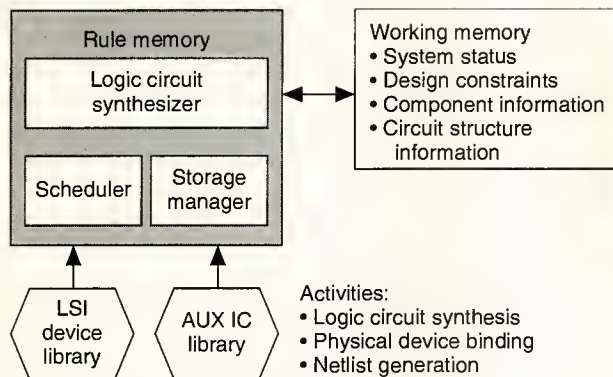 Rule memory
Logic circuit
synthesizer
Scheduler
Storage
manager
Working memory
• System status
• Design constraints
• Component information
• Circuit structure
information
LSI
device
library
AUX IC
library
Activities:
• Logic circuit synthesis
• Physical device binding
• Netlist generation